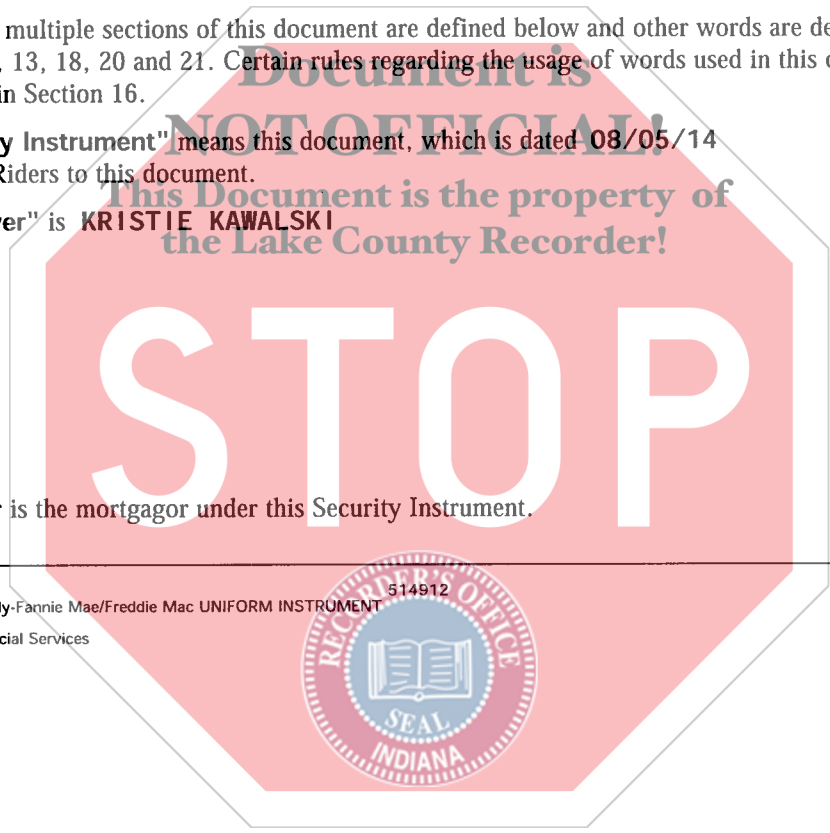 multiple sections of this document are defined below and other words are de
, 13, 18, 20 and 21. Certain rules regarding the usage of words used in this
in Section 16.
Document is
y Instrument" means this document, which is dated 08/05/14
NOT OFFICIAL!
Riders to this document.
This Document is the property of
er" is KRISTIE KAWALSKI
the Lake County Recorder!
STOP
is the mortgagor under this Security Instrument.
514912
ly-Fannie Mae/Freddie Mac UNIFORM INSTRUMENT
cial Services
RECORDER'S OFFICE
SEAL
INDIANA